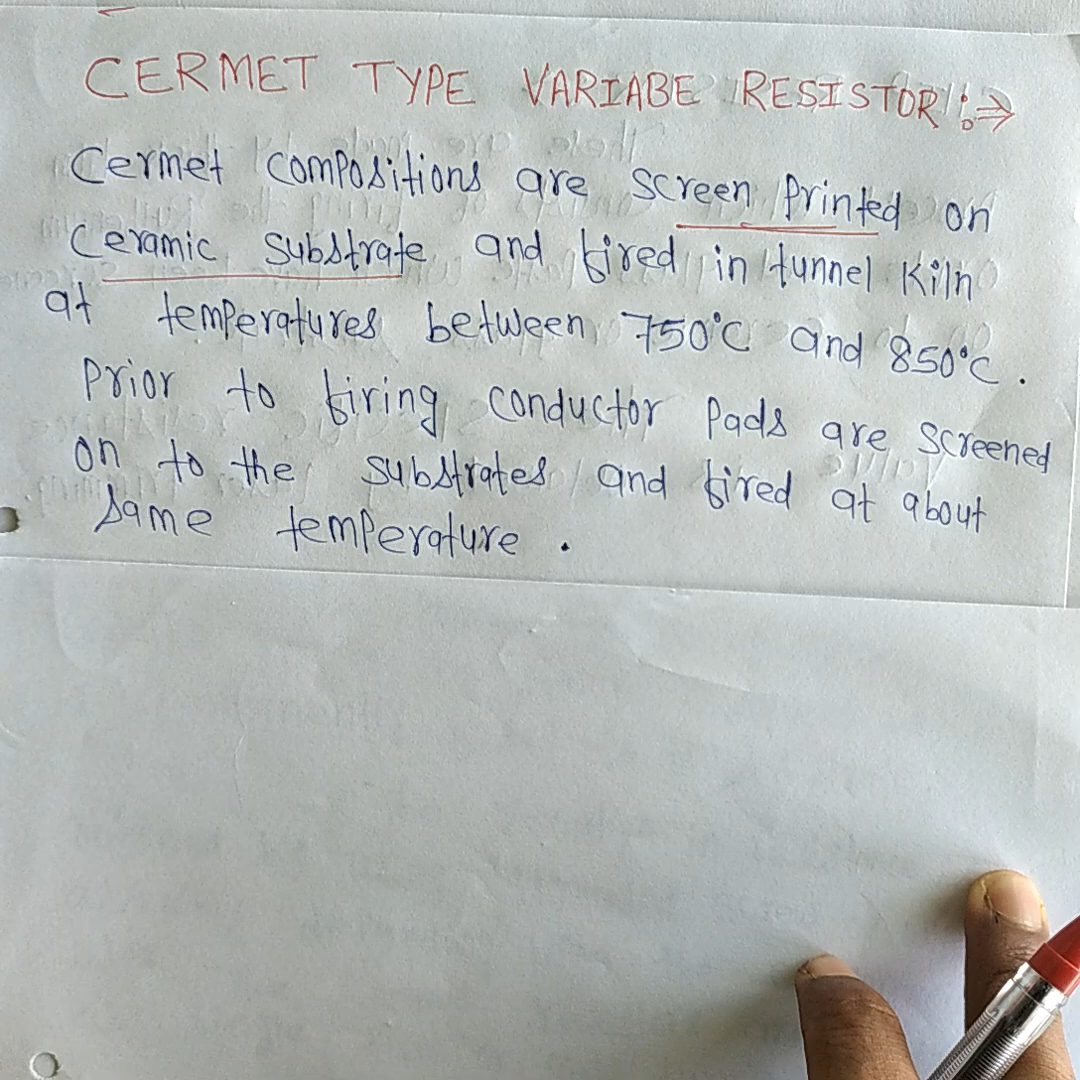 CERMET TYPE VARIABE RESISTOR :⇒
Cermet compositions are screen printed on
Ceramic substrate and fired in tunnel kiln
at temperatures between 750°C and 850°C.
Prior to firing conductor pads are screened
on to the substrates and fired at about
same temperature.